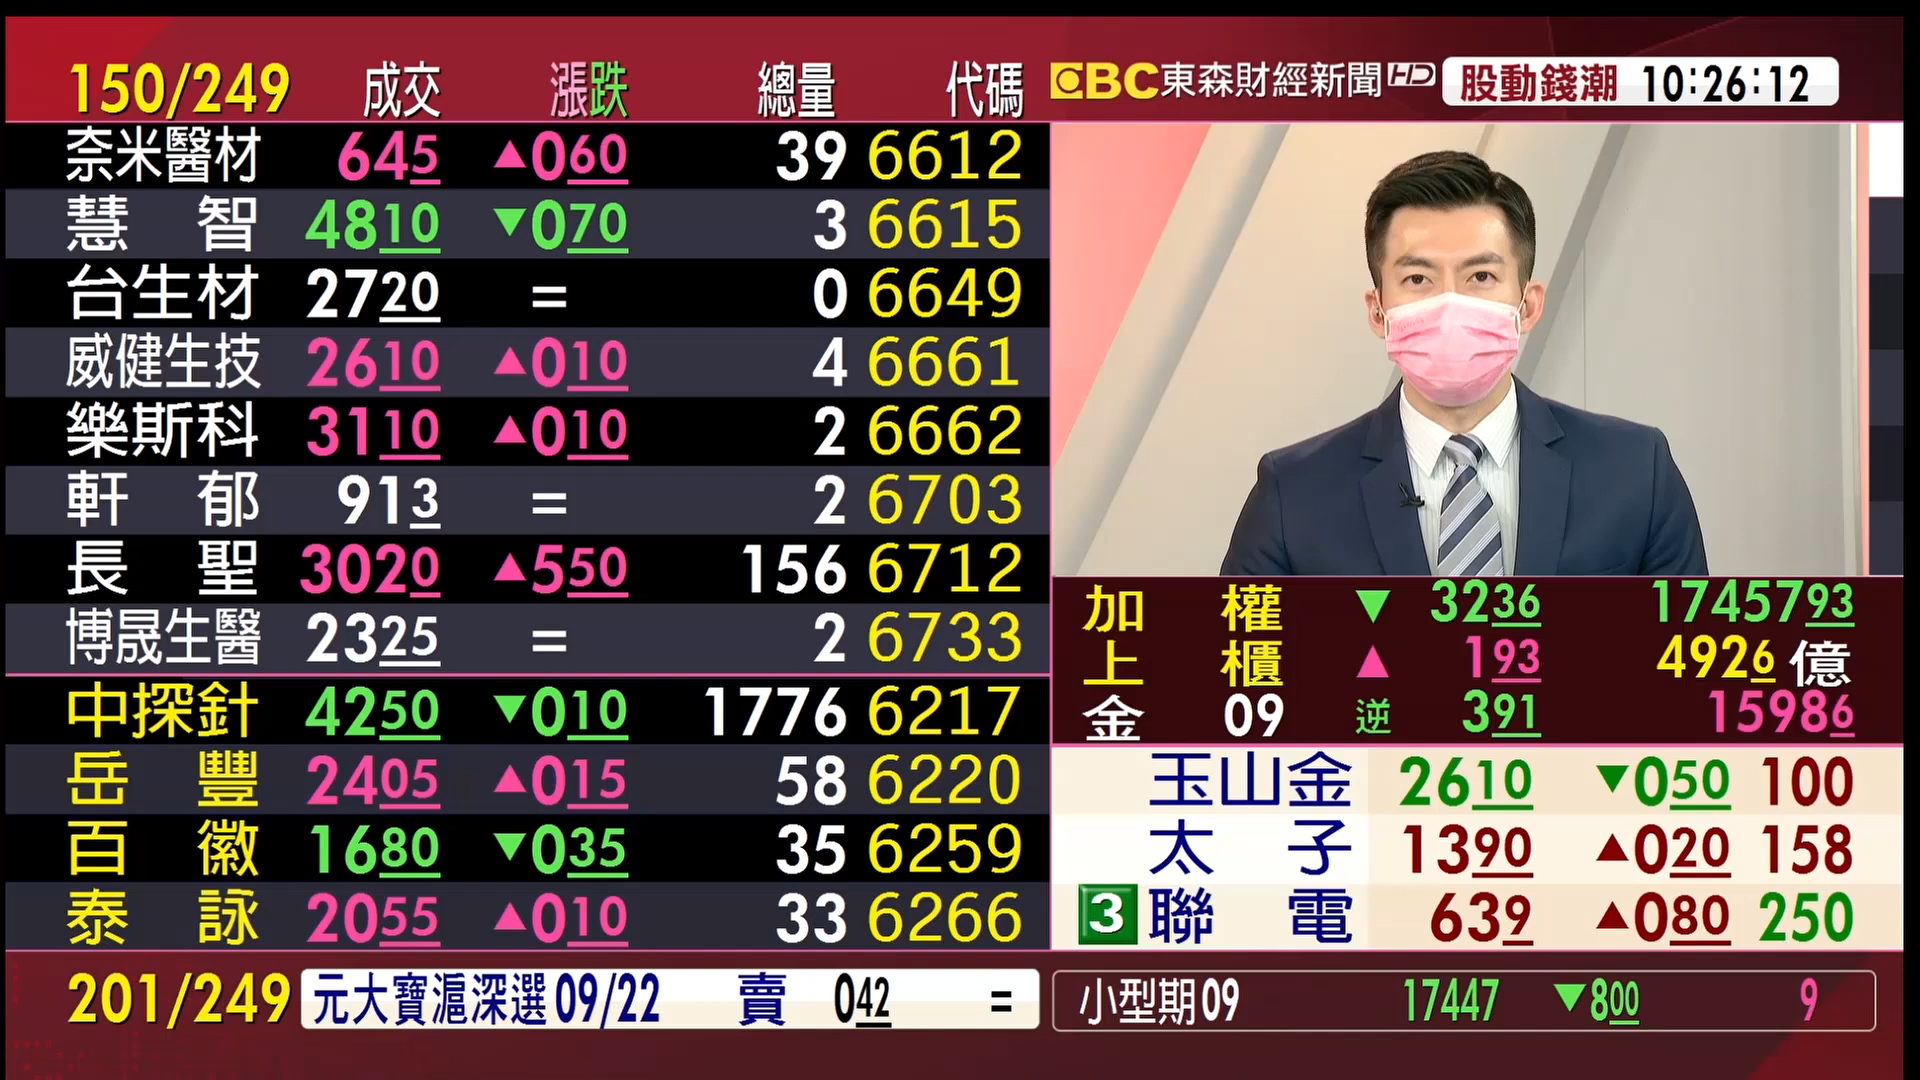 150/249 成交 漲跌 總量 代碼
EBC東森財經新聞HD 股動錢潮 10:26:12
奈米醫材 645 ▲060 39 6612
慧智 4810 ▼070 3 6615
台生材 2720 = 0 6649
威健生技 2610 ▲010 4 6661
樂斯科 3110 ▲010 2 6662
軒郁 913 = 2 6703
長聖 3020 ▲550 156 6712
博晟生醫 2325 = 2 6733
中探針 4250 ▼010 1776 6217
岳豐 2405 ▲015 58 6220
百徽 1680 ▼035 35 6259
泰詠 2055 ▲010 33 6266
加權 ▼ 3236 1745793
上櫃 ▲ 193 4926 億
金 09 逆 391 15986
玉山金 2610 ▼050 100
太子 1390 ▲020 158
3 聯電 639 ▲080 250
201/249 元大寶滬深選 09/22 賣 042 =
小型期09 17447 ▼800 9